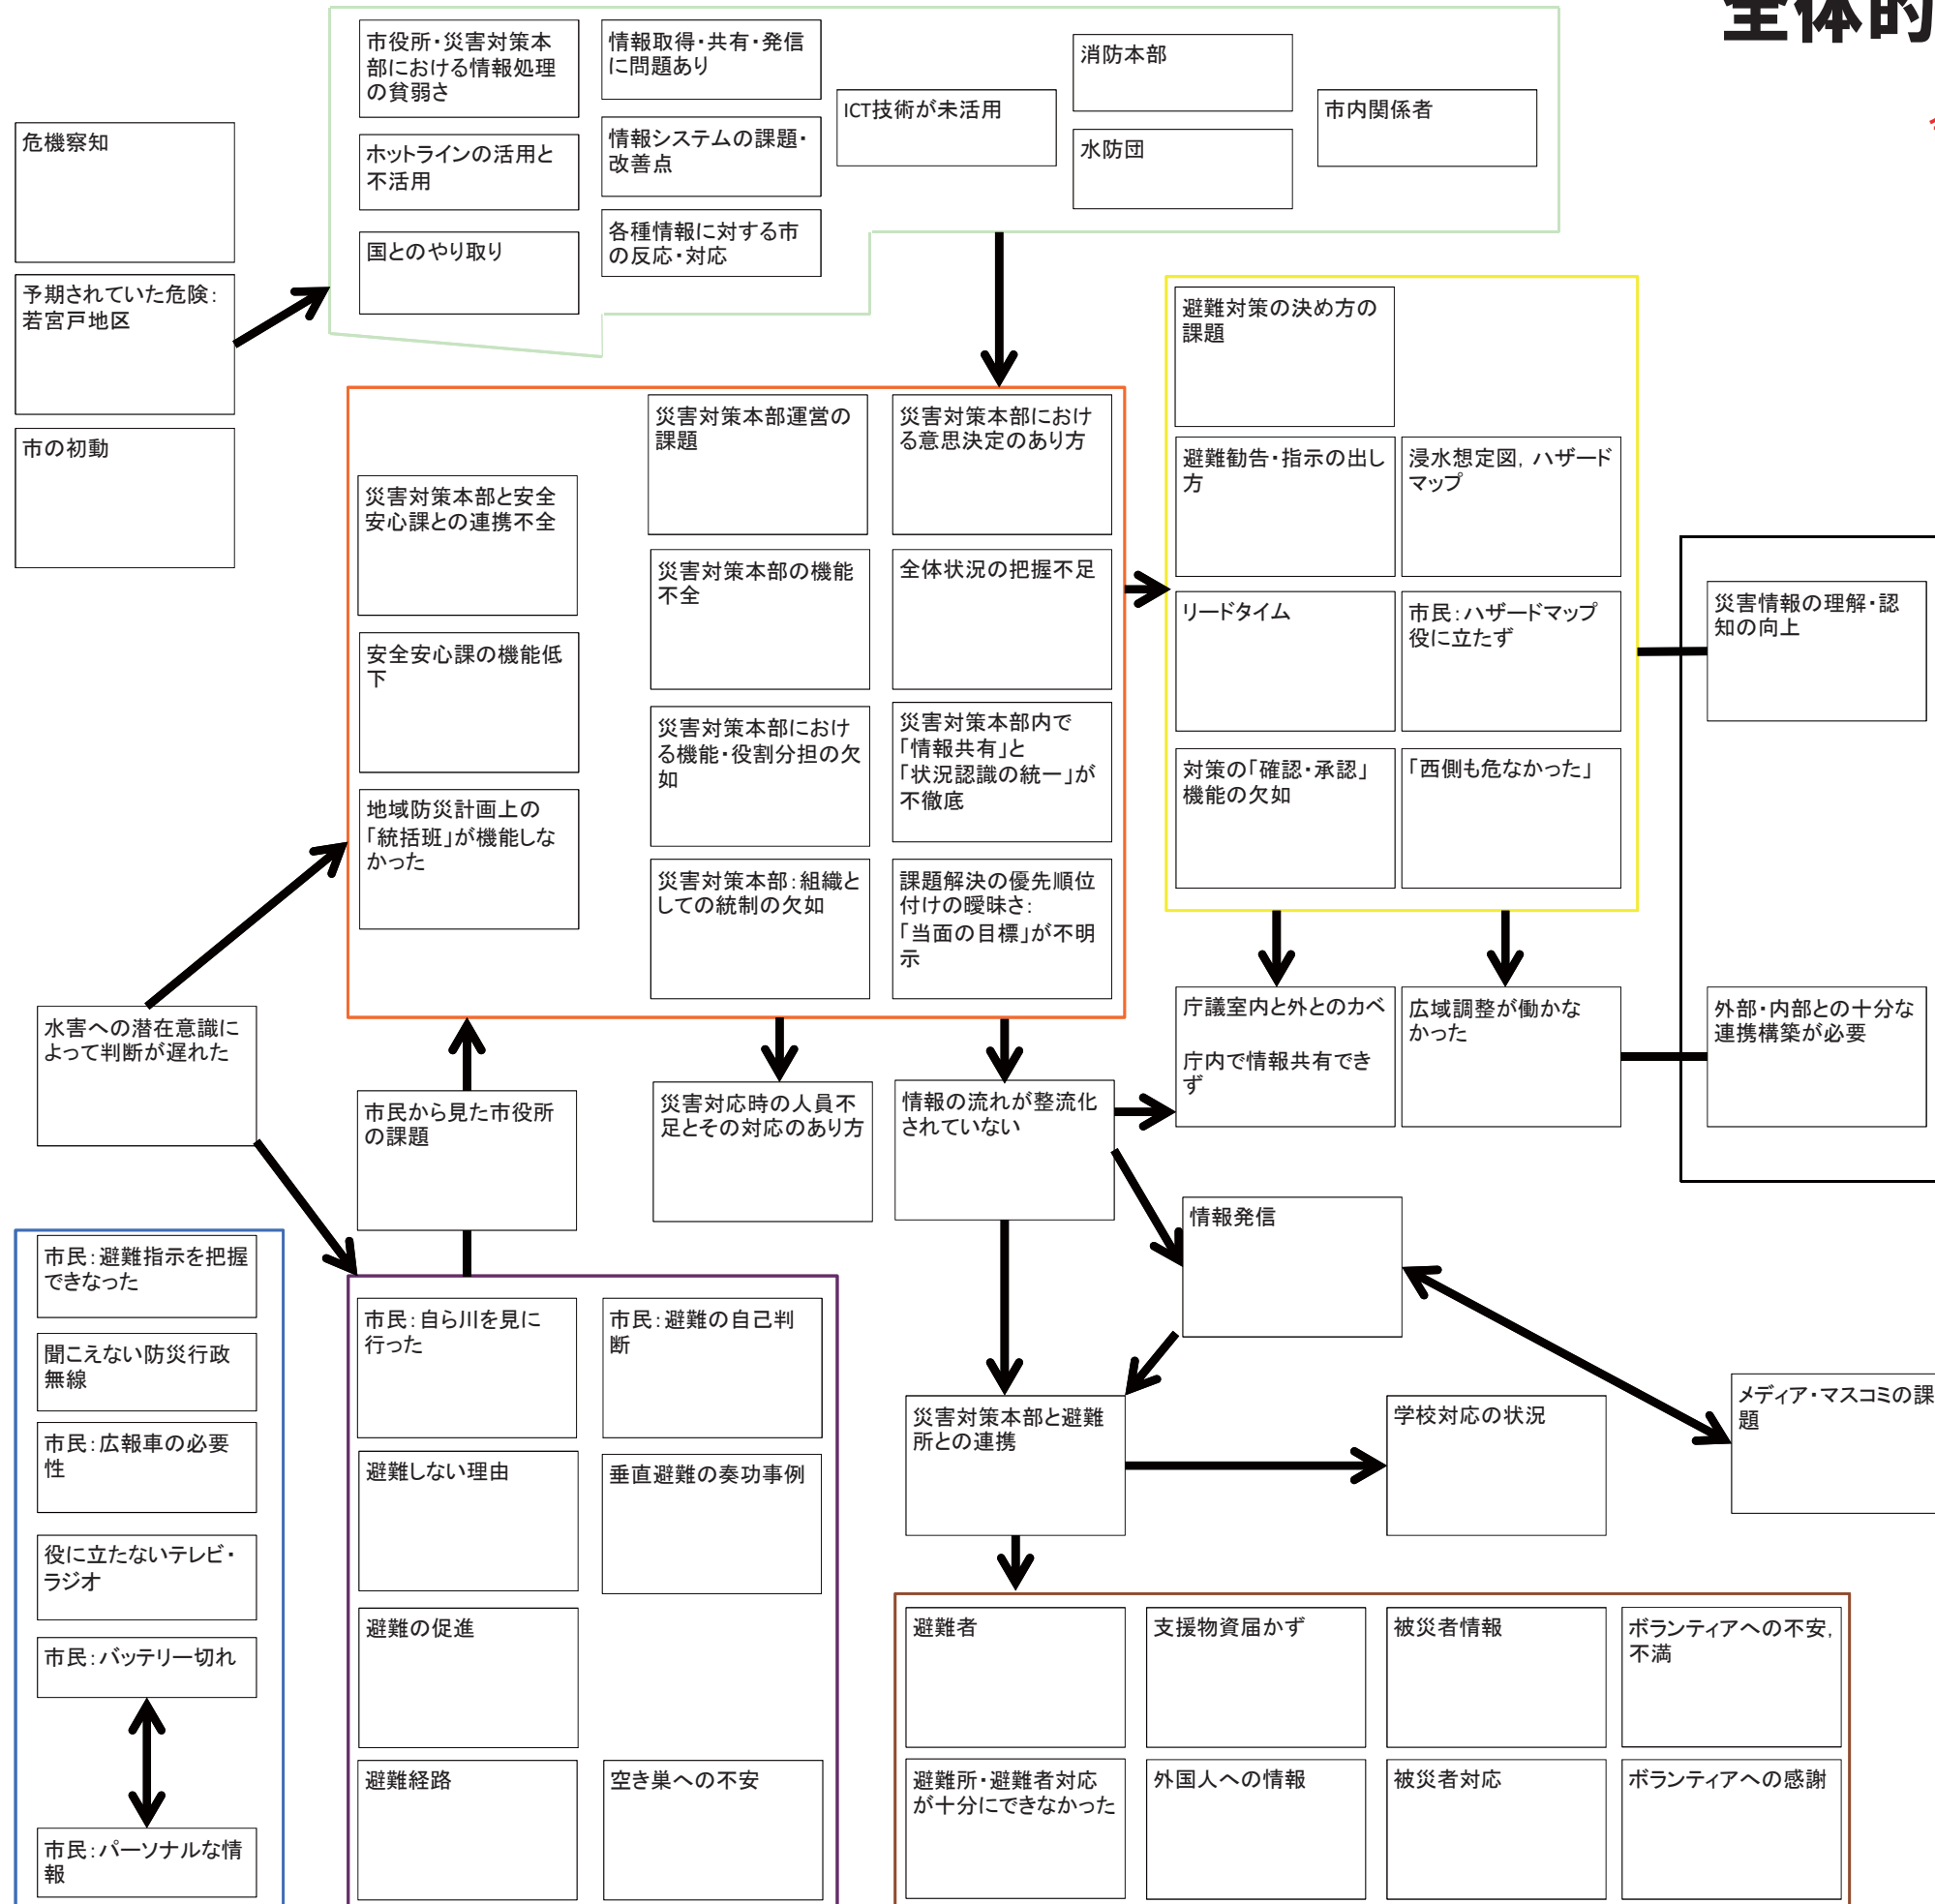 全体的
市役所・災害対策本
部における情報処理
の貧弱さ
情報取得・共有・発信
に問題あり
ICT技術が未活用
消防本部
市内関係者
危機察知
ホットラインの活用と
不活用
情報システムの課題・
改善点
水防団
国とのやり取り
各種情報に対する市
の反応・対応
予期されていた危険：
若宮戸地区
市の初動
避難対策の決め方の
課題
災害対策本部運営の
課題
災害対策本部におけ
る意思決定のあり方
避難勧告・指示の出し
方
浸水想定図，ハザード
マップ
災害対策本部と安全
安心課との連携不全
災害対策本部の機能
不全
全体状況の把握不足
リードタイム
市民：ハザードマップ
役に立たず
災害情報の理解・認
知の向上
安全安心課の機能低
下
災害対策本部におけ
る機能・役割分担の欠
如
災害対策本部内で
「情報共有」と
「状況認識の統一」が
不徹底
対策の「確認・承認」
機能の欠如
「西側も危なかった」
地域防災計画上の
「統括班」が機能しな
かった
災害対策本部：組織と
しての統制の欠如
課題解決の優先順位
付けの曖昧さ：
「当面の目標」が不明
示
水害への潜在意識に
よって判断が遅れた
庁議室内と外とのカベ
庁内で情報共有でき
ず
広域調整が働かな
かった
外部・内部との十分な
連携構築が必要
市民から見た市役所
の課題
災害対応時の人員不
足とその対応のあり方
情報の流れが整流化
されていない
情報発信
市民：避難指示を把握
できなった
聞こえない防災行政
無線
市民：広報車の必要
性
役に立たないテレビ・
ラジオ
市民：バッテリー切れ
市民：パーソナルな情
報
市民：自ら川を見に
行った
市民：避難の自己判
断
避難しない理由
垂直避難の奏功事例
避難の促進
避難経路
空き巣への不安
災害対策本部と避難
所との連携
学校対応の状況
メディア・マスコミの課
題
避難者
支援物資届かず
被災者情報
ボランティアへの不安，
不満
避難所・避難者対応
が十分にできなかった
外国人への情報
被災者対応
ボランティアへの感謝